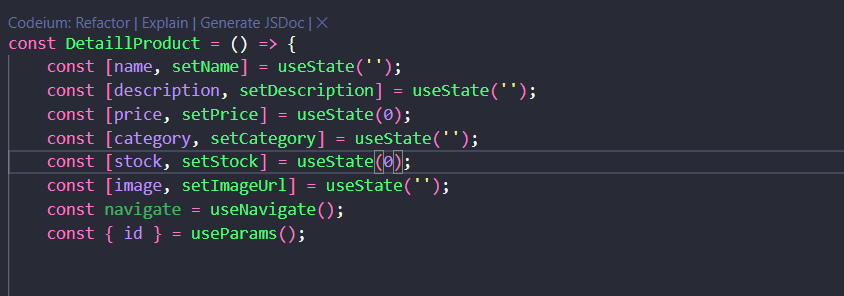 Codeium: Refactor | Explain | Generate JSDoc | ×
const DetaillProduct = () => {
    const [name, setName] = useState('');
    const [description, setDescription] = useState('');
    const [price, setPrice] = useState(0);
    const [category, setCategory] = useState('');
    const [stock, setStock] = useState(0);
    const [image, setImageUrl] = useState('');
    const navigate = useNavigate();
    const { id } = useParams();